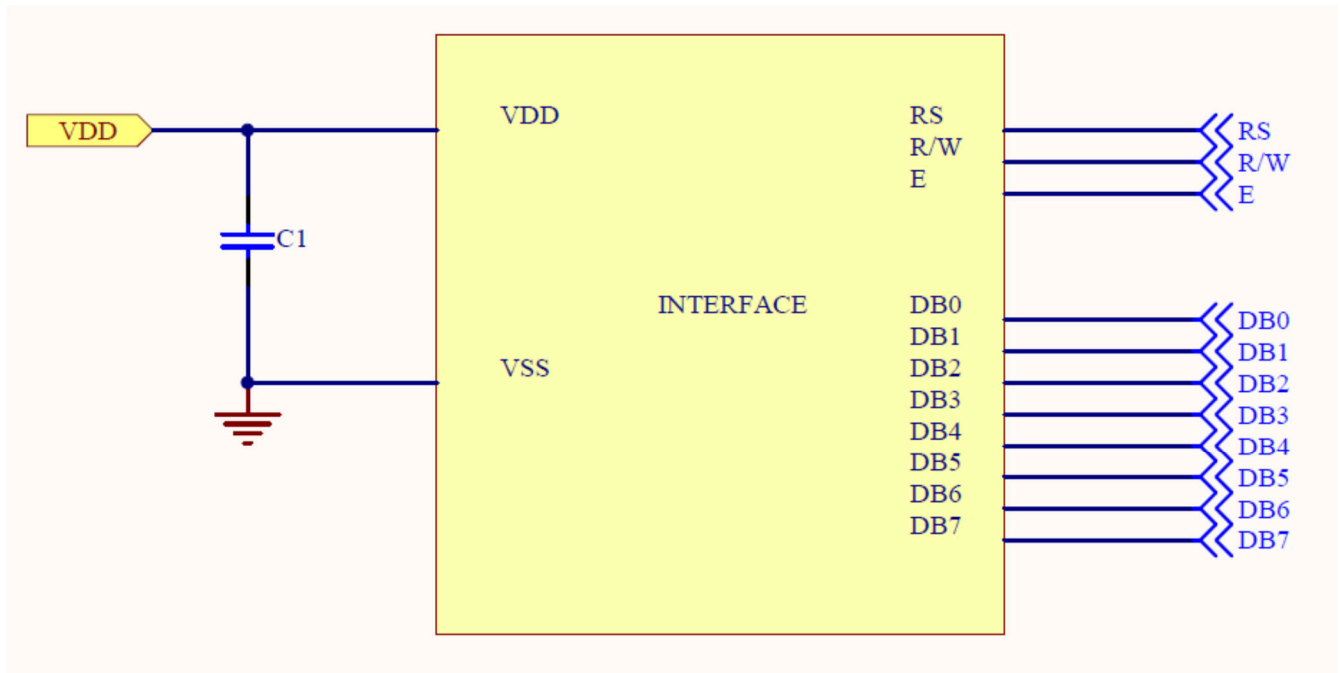 VDD
C1
VDD
VSS
INTERFACE
RS
R/W
E
DB0
DB1
DB2
DB3
DB4
DB5
DB6
DB7
RS
R/W
E
DB0
DB1
DB2
DB3
DB4
DB5
DB6
DB7